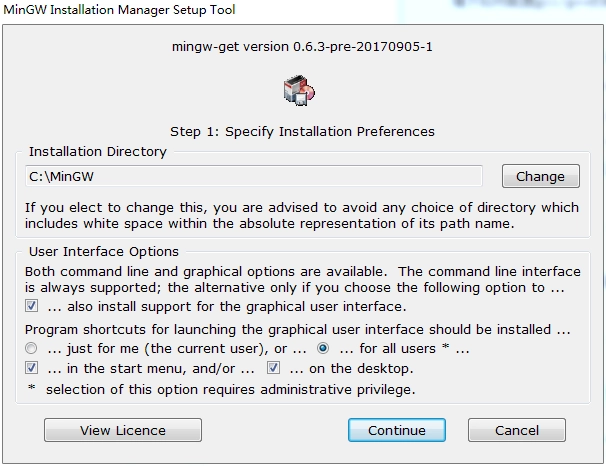 MinGW Installation Manager Setup Tool
mingw-get version 0.6.3-pre-20170905-1
Step 1: Specify Installation Preferences
Installation Directory
C:\MinGW
Change
If you elect to change this, you are advised to avoid any choice of directory which
includes white space within the absolute representation of its path name.
User Interface Options
Both command line and graphical options are available.  The command line interface
is always supported; the alternative only if you choose the following option to ...
... also install support for the graphical user interface.
Program shortcuts for launching the graphical user interface should be installed ...
... just for me (the current user), or ... ... for all users * ...
... in the start menu, and/or ... ... on the desktop.
* selection of this option requires administrative privilege.
View Licence Continue Cancel